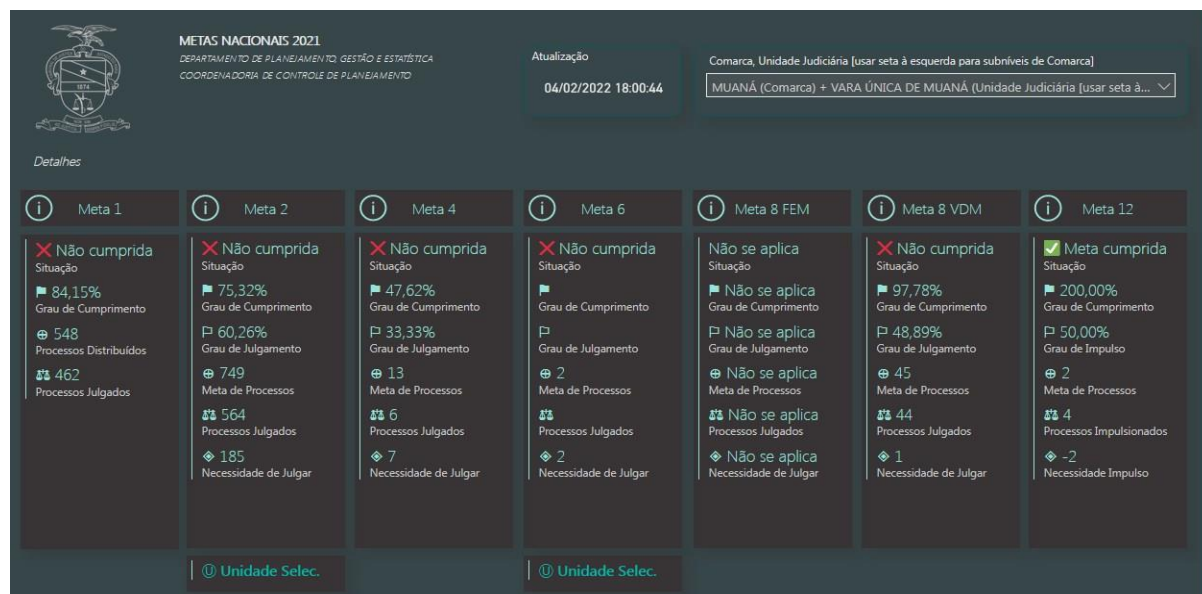 METAS NACIONAIS 2021
DEPARTAMENTO DE PLANEJAMENTO, GESTÃO E ESTATÍSTICA
COORDENADORIA DE CONTROLE DE PLANEJAMENTO
Atualização
04/02/2022 18:00:44
Comarca, Unidade Judiciária [usar seta à esquerda para subníveis de Comarca]
MUANÁ (Comarca) + VARA ÚNICA DE MUANÁ (Unidade Judiciária [usar seta à...
1874
Detalhes
Meta 1
Não cumprida
Situação
84,15%
Grau de Cumprimento
548
Processos Distribuídos
462
Processos Julgados
Meta 2
Não cumprida
Situação
75,32%
Grau de Cumprimento
60,26%
Grau de Julgamento
749
Meta de Processos
564
Processos Julgados
185
Necessidade de Julgar
Unidade Selec.
Meta 4
Não cumprida
Situação
47,62%
Grau de Cumprimento
33,33%
Grau de Julgamento
13
Meta de Processos
6
Processos Julgados
7
Necessidade de Julgar
Meta 6
Não cumprida
Situação
Grau de Cumprimento
Grau de Julgamento
2
Meta de Processos
Processos Julgados
2
Necessidade de Julgar
Unidade Selec.
Meta 8 FEM
Não se aplica
Situação
Não se aplica
Grau de Cumprimento
Não se aplica
Grau de Julgamento
Não se aplica
Meta de Processos
Não se aplica
Processos Julgados
Não se aplica
Necessidade de Julgar
Meta 8 VDM
Não cumprida
Situação
97,78%
Grau de Cumprimento
48,89%
Grau de Julgamento
45
Meta de Processos
44
Processos Julgados
1
Necessidade de Julgar
Meta 12
Meta cumprida
Situação
200,00%
Grau de Cumprimento
50,00%
Grau de Impulso
2
Meta de Processos
4
Processos Impulsionados
-2
Necessidade Impulso